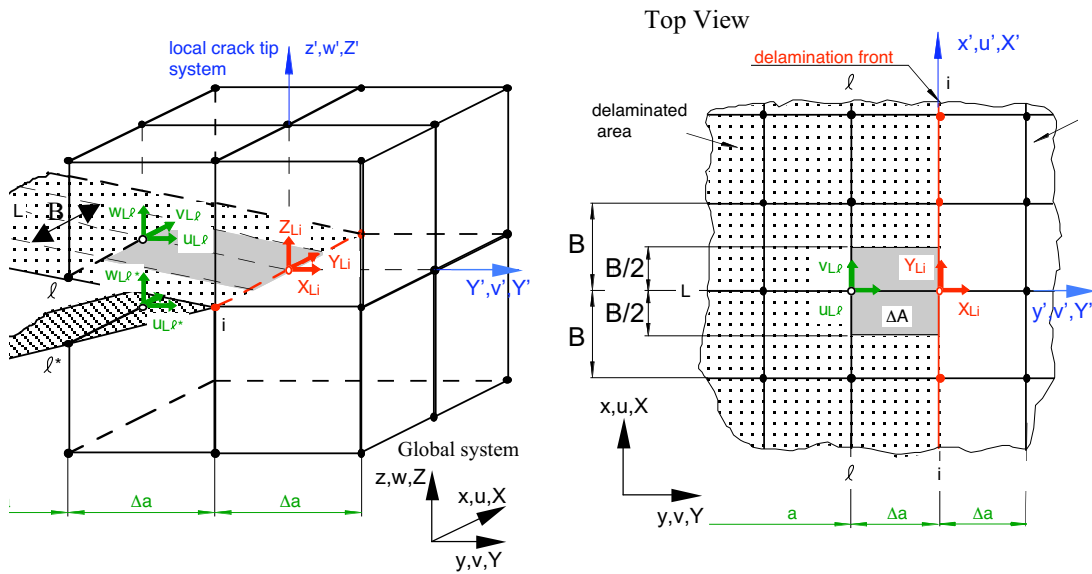 Top View
z',w',Z'
local crack tip
system
x',u',X'
delamination front
ℓ
i
delaminated
area
L
B
wLℓ
vLℓ
uLℓ
ZLi
YLi
XLi
wLℓ*
uLℓ*
Y',v',Y'
ℓ
i
ℓ*
B
B
B/2
B/2
L
vLℓ
uLℓ
YLi
XLi
ΔA
y',v',Y'
Global system
z,w,Z
x,u,X
y,v,Y
x,u,X
y,v,Y
ℓ
i
Δa
Δa
a
Δa
Δa